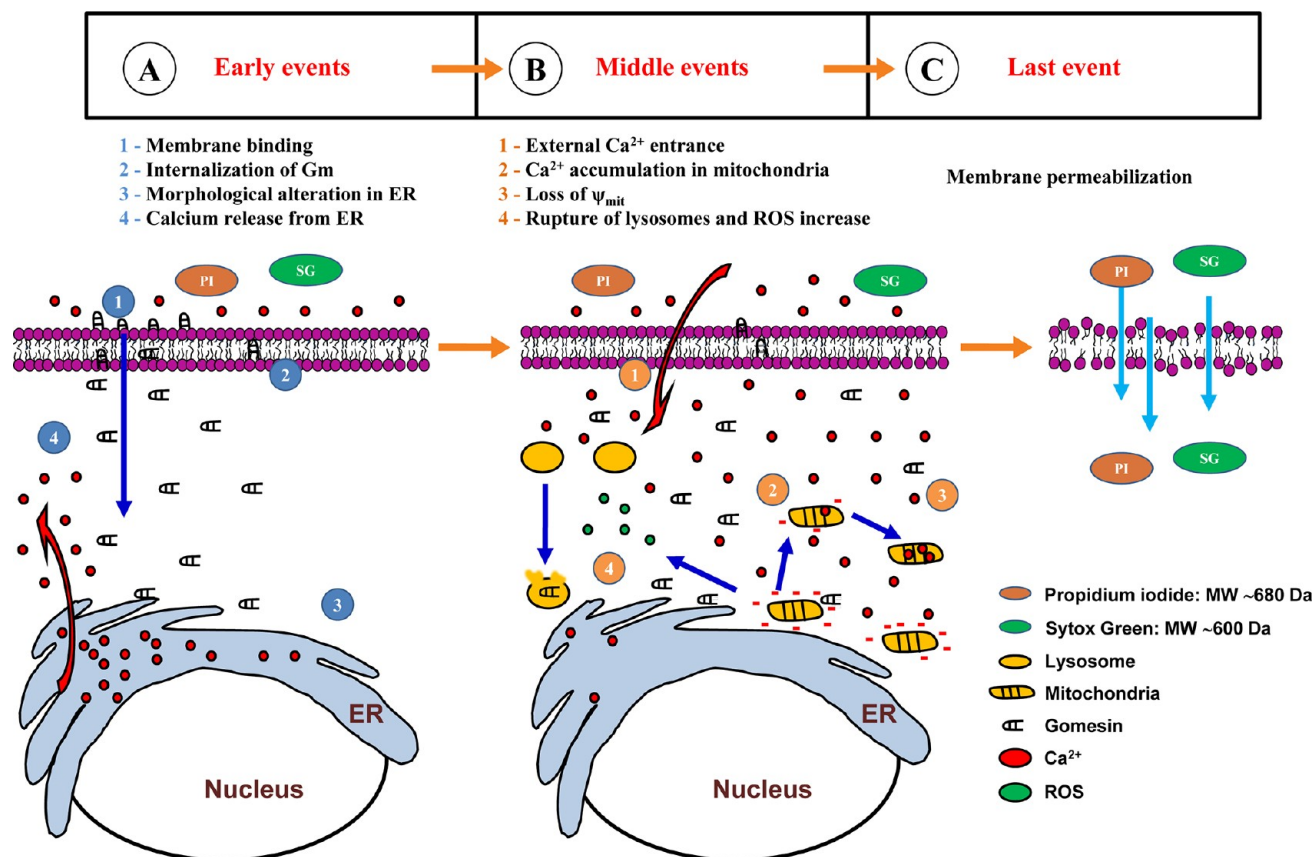 A Early events
B Middle events
C Last event
1 - Membrane binding
2 - Internalization of Gm
3 - Morphological alteration in ER
4 - Calcium release from ER
1 - External Ca²⁺ entrance
2 - Ca²⁺ accumulation in mitochondria
3 - Loss of ψmit
4 - Rupture of lysosomes and ROS increase
Membrane permeabilization
PI
SG
1
2
4
3
ER
Nucleus
PI
SG
1
2
3
4
ER
Nucleus
PI
SG
PI
SG
Propidium iodide: MW ~680 Da
Sytox Green: MW ~600 Da
Lysosome
Mitochondria
Gomesin
Ca²⁺
ROS